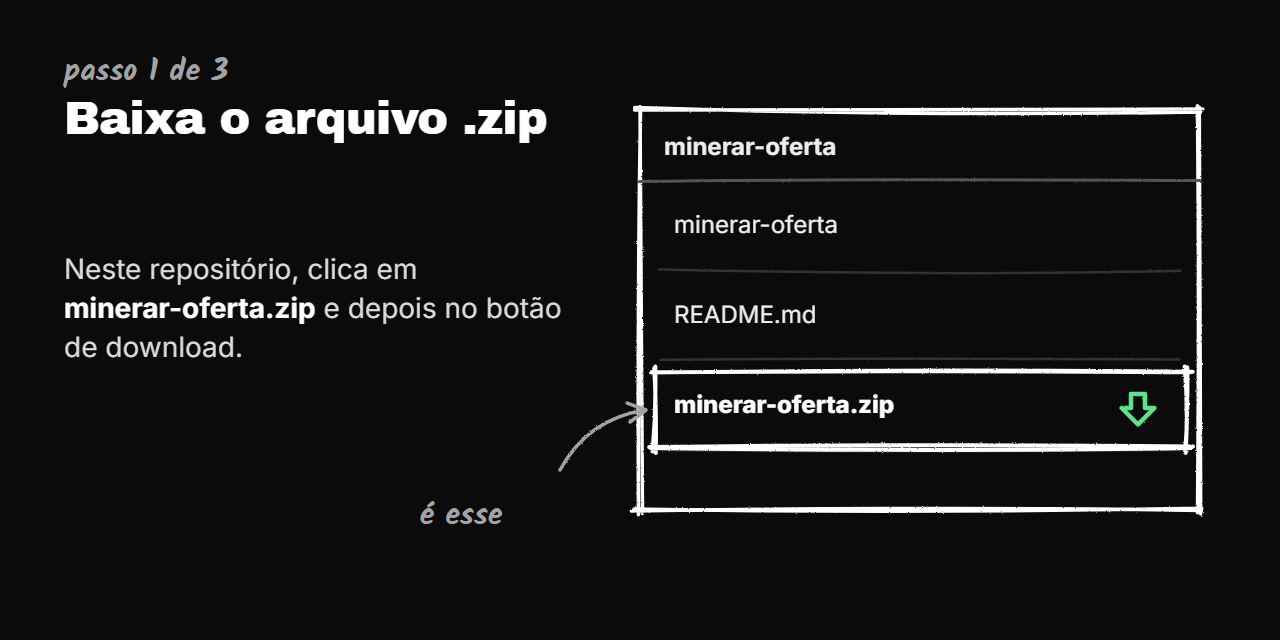 passo 1 de 3
Baixa o arquivo .zip
Neste repositório, clica em
minerar-oferta.zip e depois no botão
de download.
é esse
minerar-oferta
minerar-oferta
README.md
minerar-oferta.zip